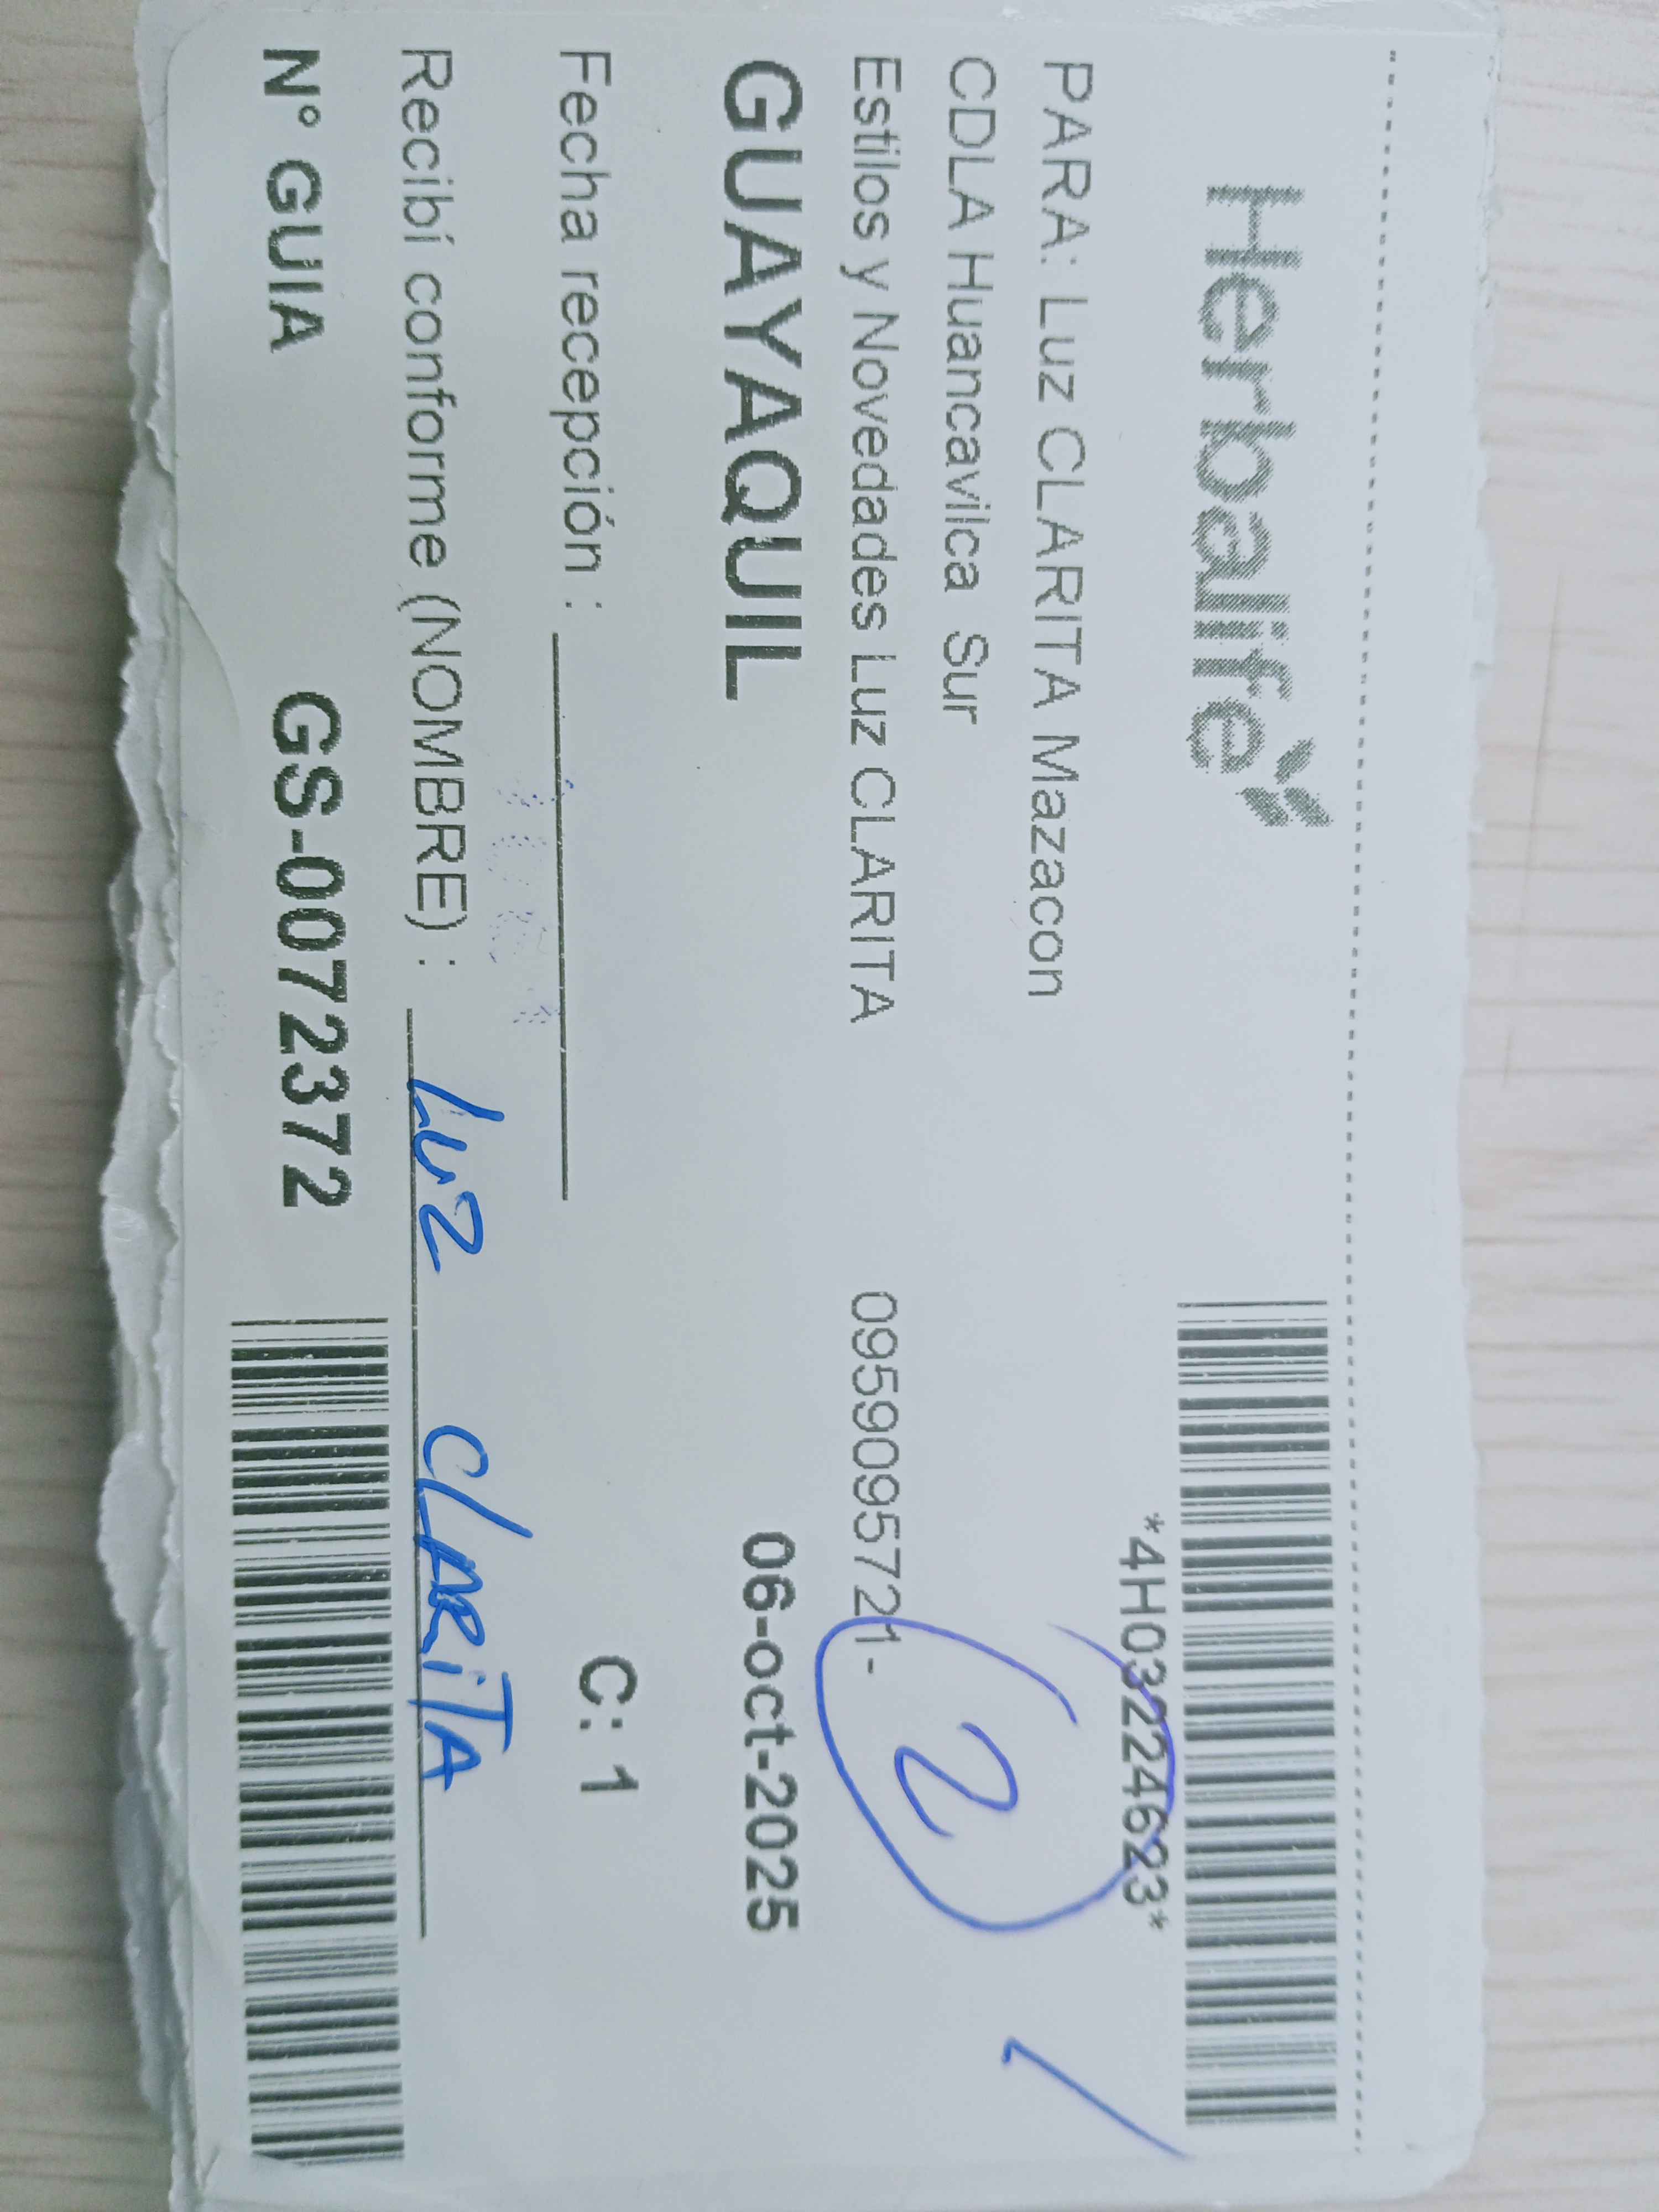 Herbalife
*4H03224623*
PARA: Luz CLARITA Mazacon
CDLA Huancavilca Sur
Estilos y Novedades Luz CLARITA 0959095721-
2
GUAYAQUIL 06-oct-2025
Fecha recepción : C: 1
Recibí conforme (NOMBRE) : Luz CLARiTA
N° GUIA GS-0072372